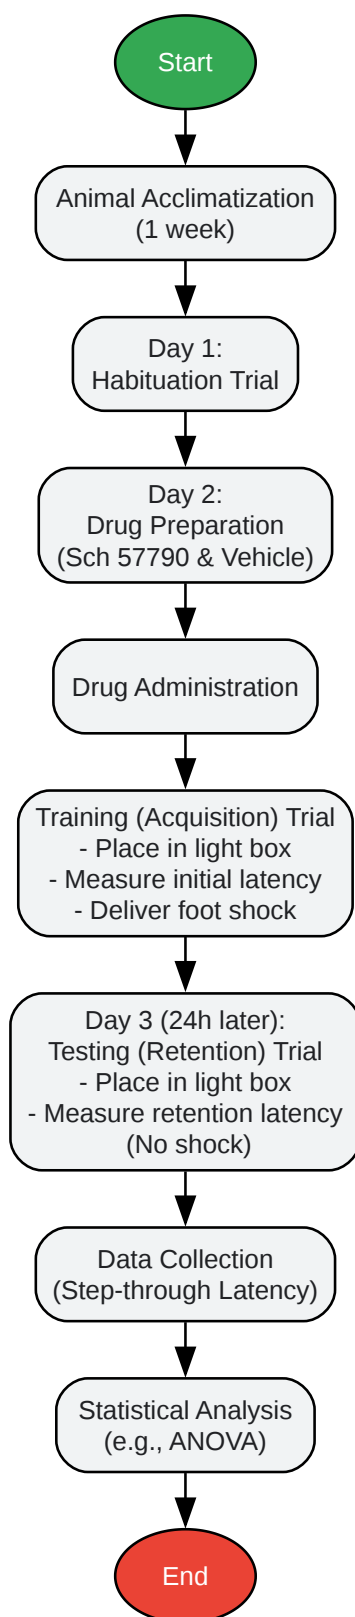 Start
Animal Acclimatization
(1 week)
Day 1:
Habituation Trial
Day 2:
Drug Preparation
(Sch 57790 & Vehicle)
Drug Administration
Training (Acquisition) Trial
- Place in light box
- Measure initial latency
- Deliver foot shock
Day 3 (24h later):
Testing (Retention) Trial
- Place in light box
- Measure retention latency
(No shock)
Data Collection
(Step-through Latency)
Statistical Analysis
(e.g., ANOVA)
End